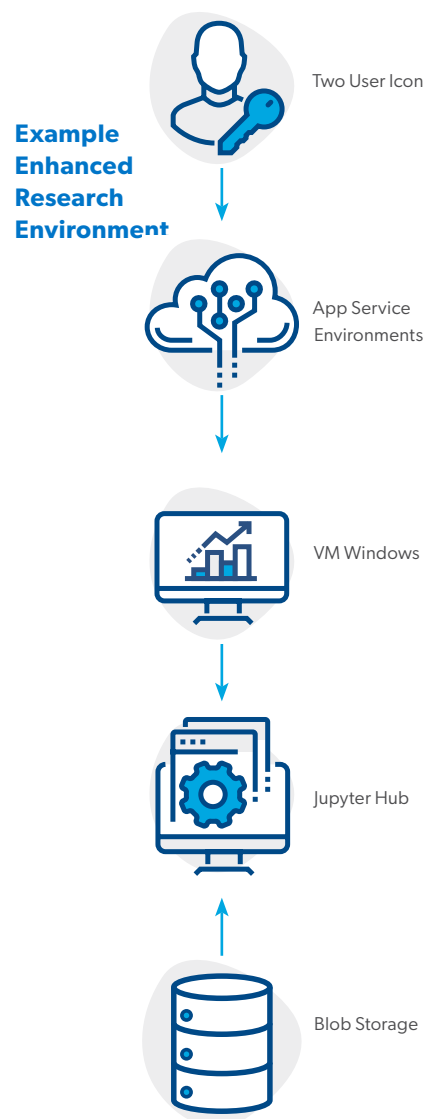 Two User Icon
Example
Enhanced
Research
Environment
App Service
Environments
VM Windows
Jupyter Hub
Blob Storage